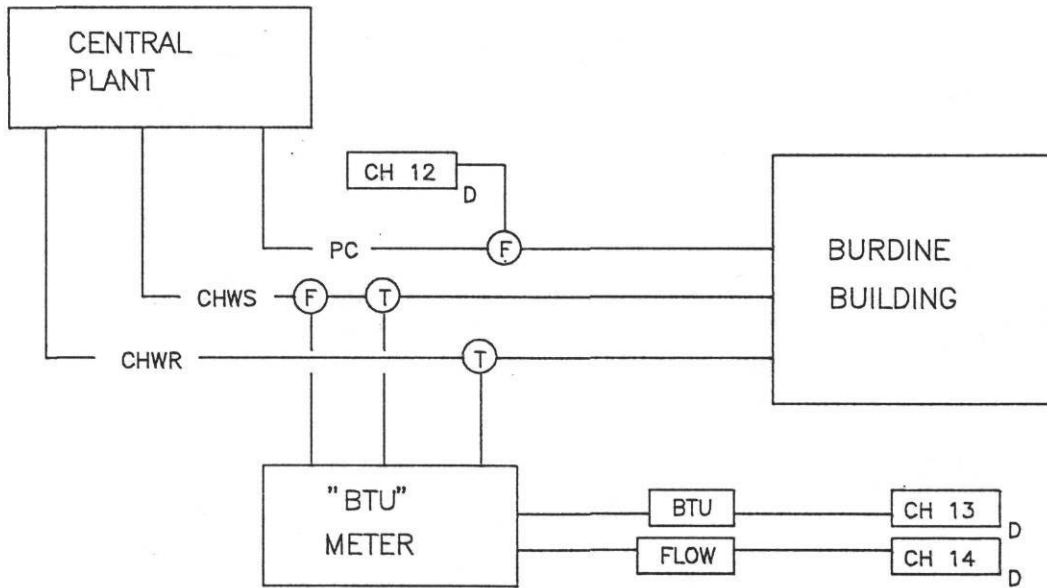 CENTRAL
PLANT
CH 12
D
PC
F
BURDINE
BUILDING
CHWS
F
T
CHWR
T
"BTU"
METER
BTU
CH 13
D
FLOW
CH 14
D